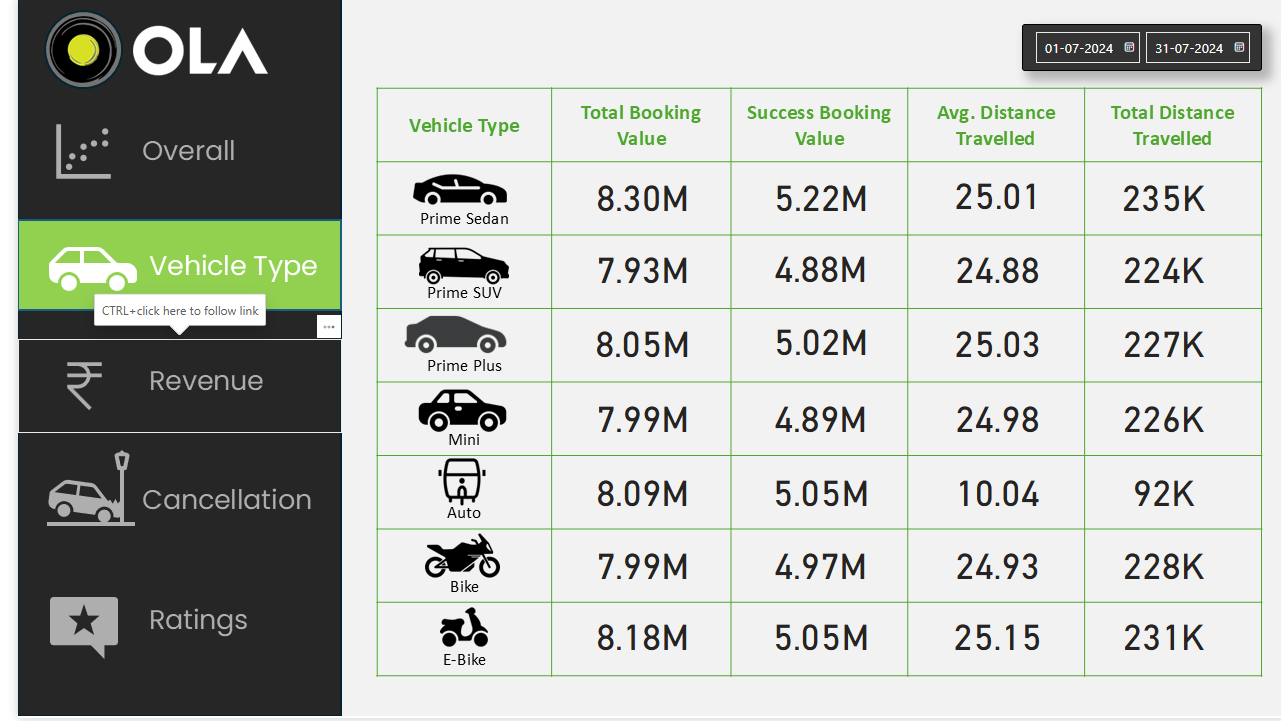 OLA
01-07-2024 31-07-2024
Overall
Vehicle Type
CTRL+click here to follow link
Revenue
Cancellation
Ratings
Vehicle Type
Total Booking
Value
Success Booking
Value
Avg. Distance
Travelled
Total Distance
Travelled
Prime Sedan
8.30M 5.22M 25.01 235K
Prime SUV
7.93M 4.88M 24.88 224K
Prime Plus
8.05M 5.02M 25.03 227K
Mini
7.99M 4.89M 24.98 226K
Auto
8.09M 5.05M 10.04 92K
Bike
7.99M 4.97M 24.93 228K
E-Bike
8.18M 5.05M 25.15 231K